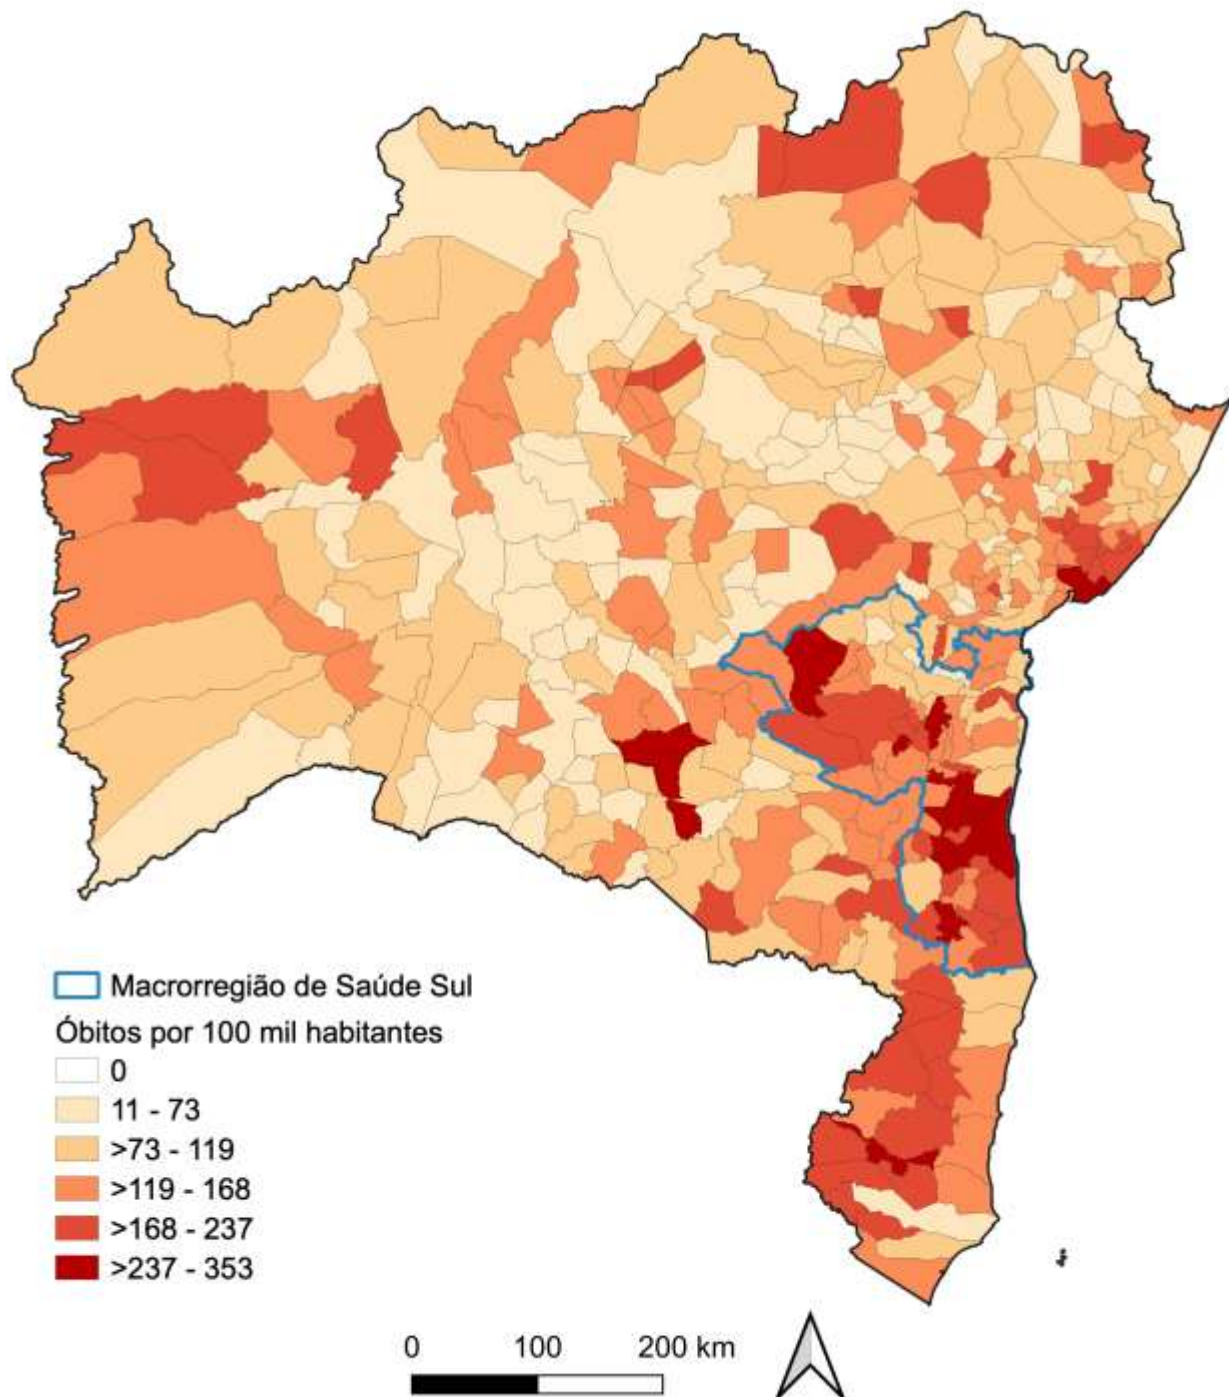 Macrorregião de Saúde Sul
Óbitos por 100 mil habitantes
0
11 - 73
>73 - 119
>119 - 168
>168 - 237
>237 - 353
0 100 200 km